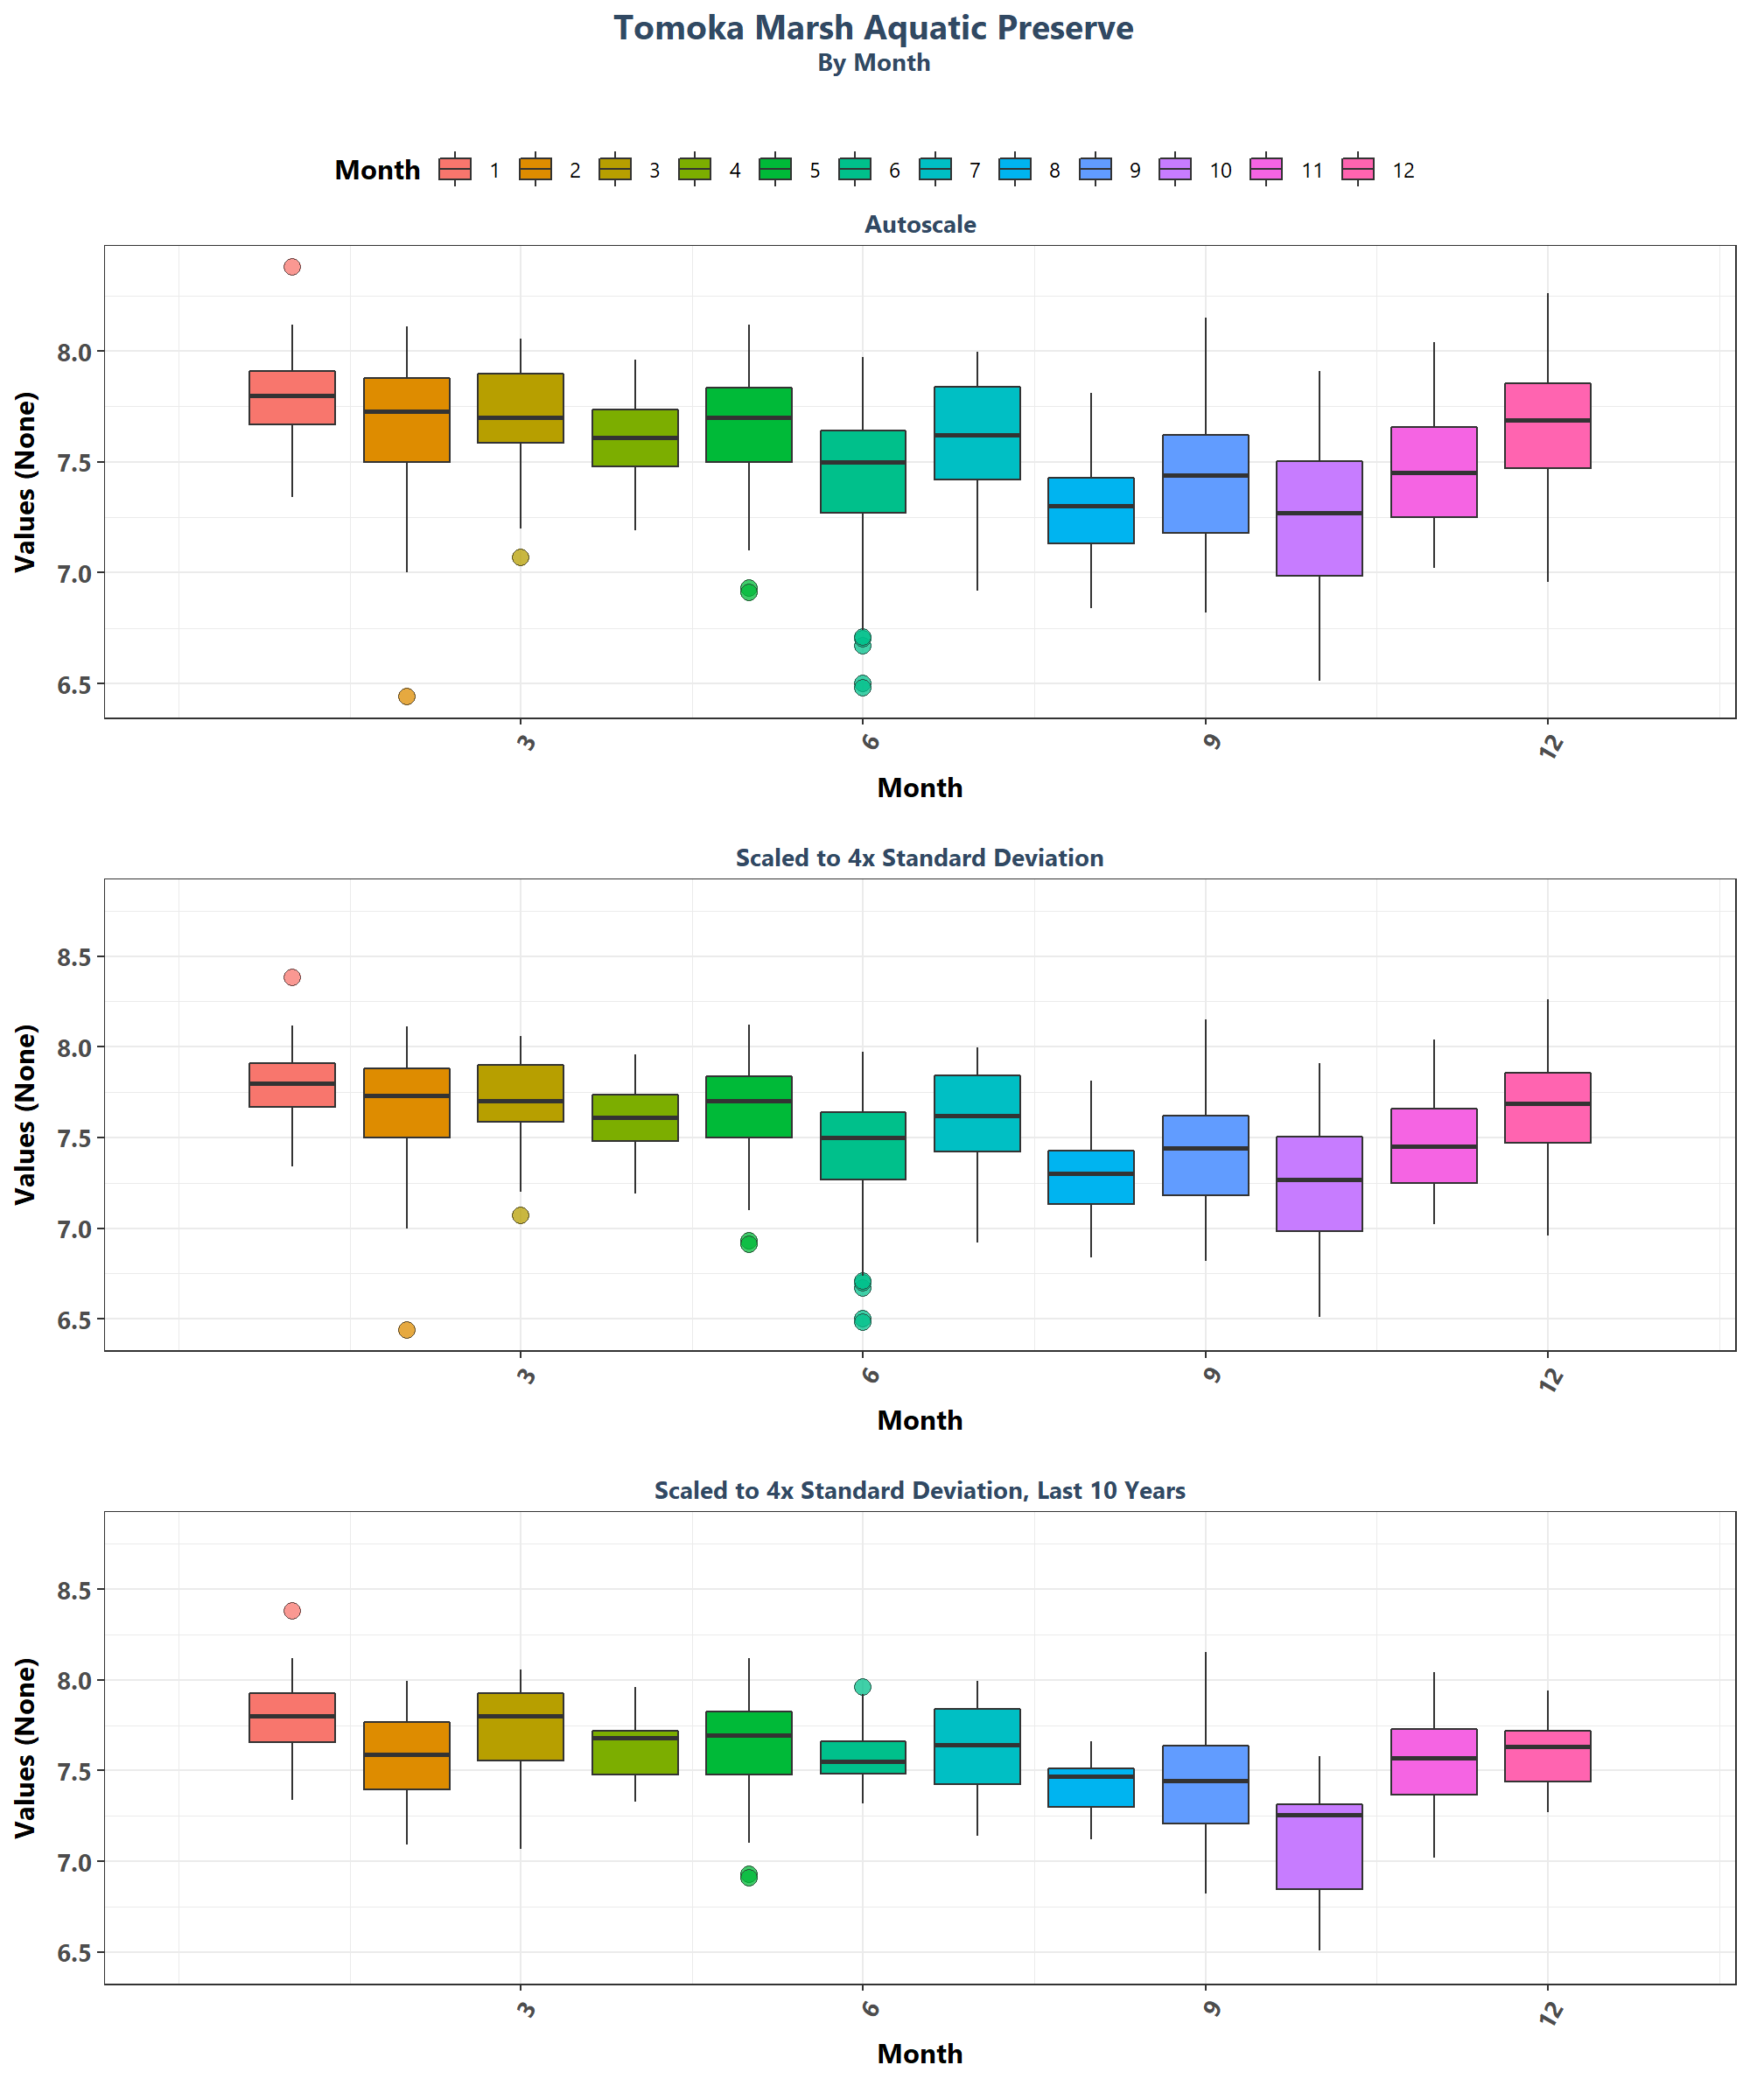 Tomoka Marsh Aquatic Preserve
By Month
Month 1 2 3 4 5 6 7 8 9 10 11 12
Autoscale
Values (None)
8.0
7.5
7.0
6.5
3 6 9 12
Month
Scaled to 4x Standard Deviation
Values (None)
8.5
8.0
7.5
7.0
6.5
3 6 9 12
Month
Scaled to 4x Standard Deviation, Last 10 Years
Values (None)
8.5
8.0
7.5
7.0
6.5
3 6 9 12
Month